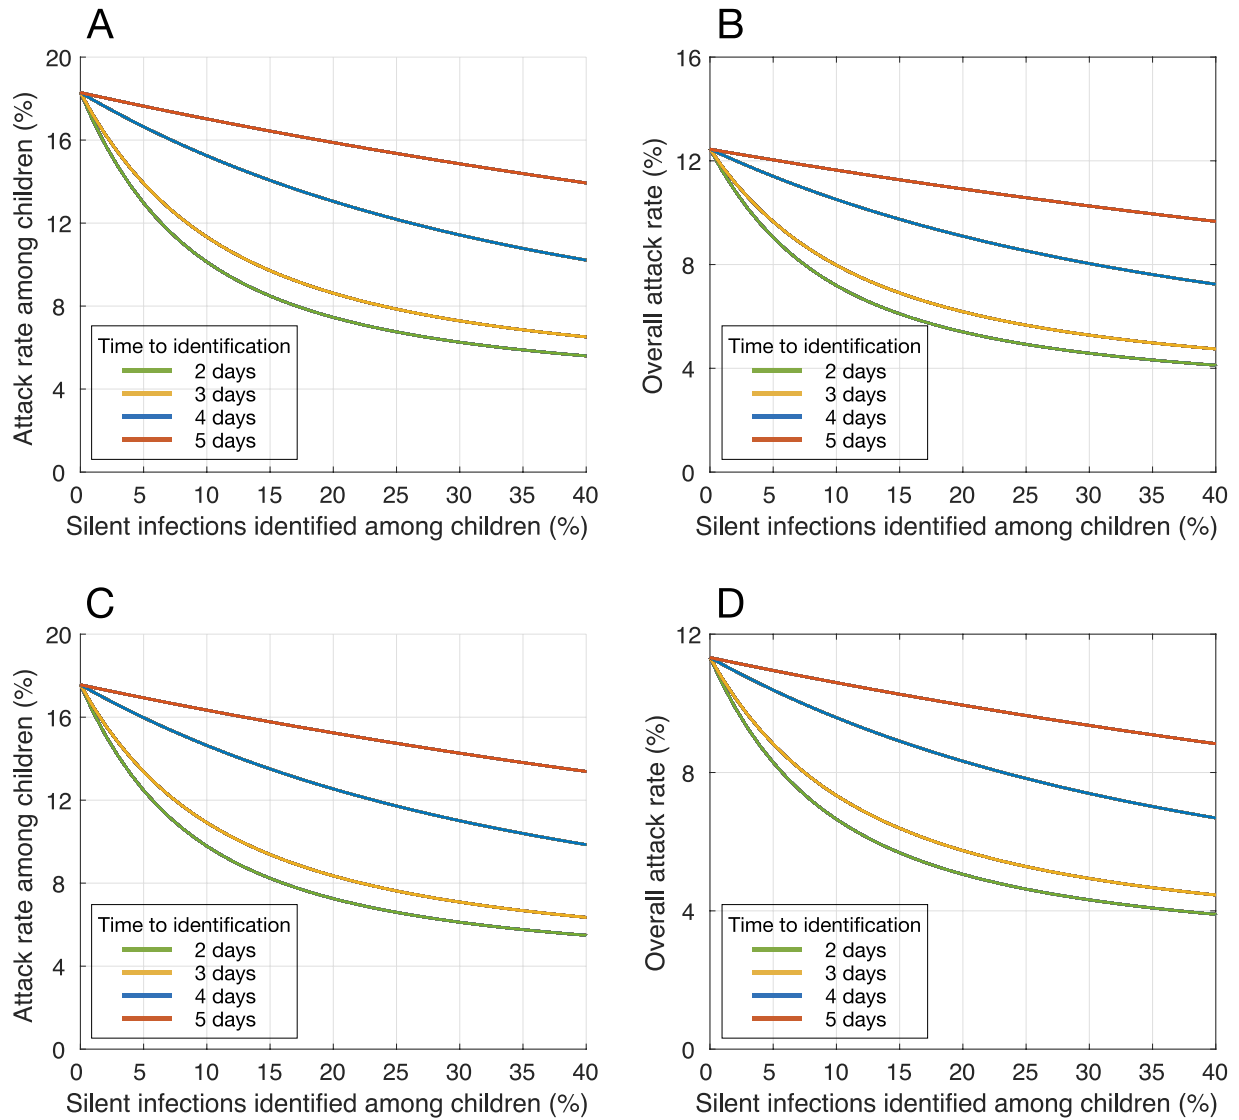 A
Attack rate among children (%)
20
16
12
8
4
0
Time to identification
2 days
3 days
4 days
5 days
0 5 10 15 20 25 30 35 40
Silent infections identified among children (%)
B
Overall attack rate (%)
16
12
8
4
0
Time to identification
2 days
3 days
4 days
5 days
0 5 10 15 20 25 30 35 40
Silent infections identified among children (%)
C
Attack rate among children (%)
20
16
12
8
4
0
Time to identification
2 days
3 days
4 days
5 days
0 5 10 15 20 25 30 35 40
Silent infections identified among children (%)
D
Overall attack rate (%)
12
8
4
0
Time to identification
2 days
3 days
4 days
5 days
0 5 10 15 20 25 30 35 40
Silent infections identified among children (%)